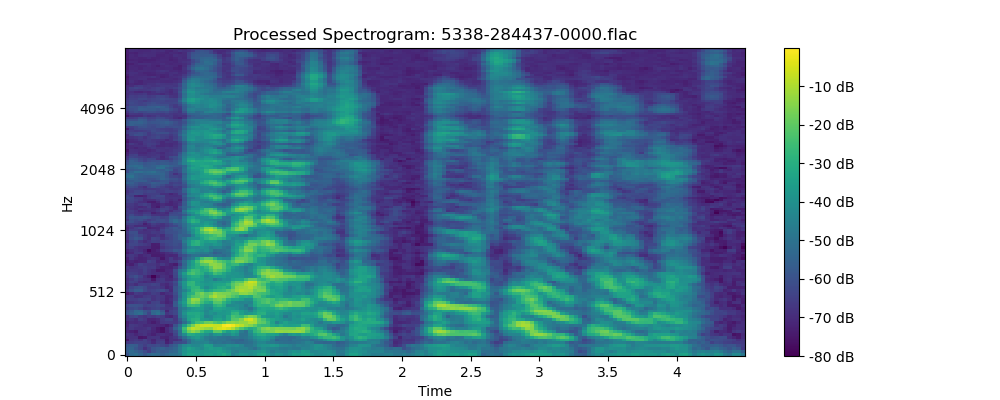 Processed Spectrogram: 5338-284437-0000.flac
Hz
4096
2048
1024
512
0
0 0.5 1 1.5 2 2.5 3 3.5 4
Time
-10 dB
-20 dB
-30 dB
-40 dB
-50 dB
-60 dB
-70 dB
-80 dB